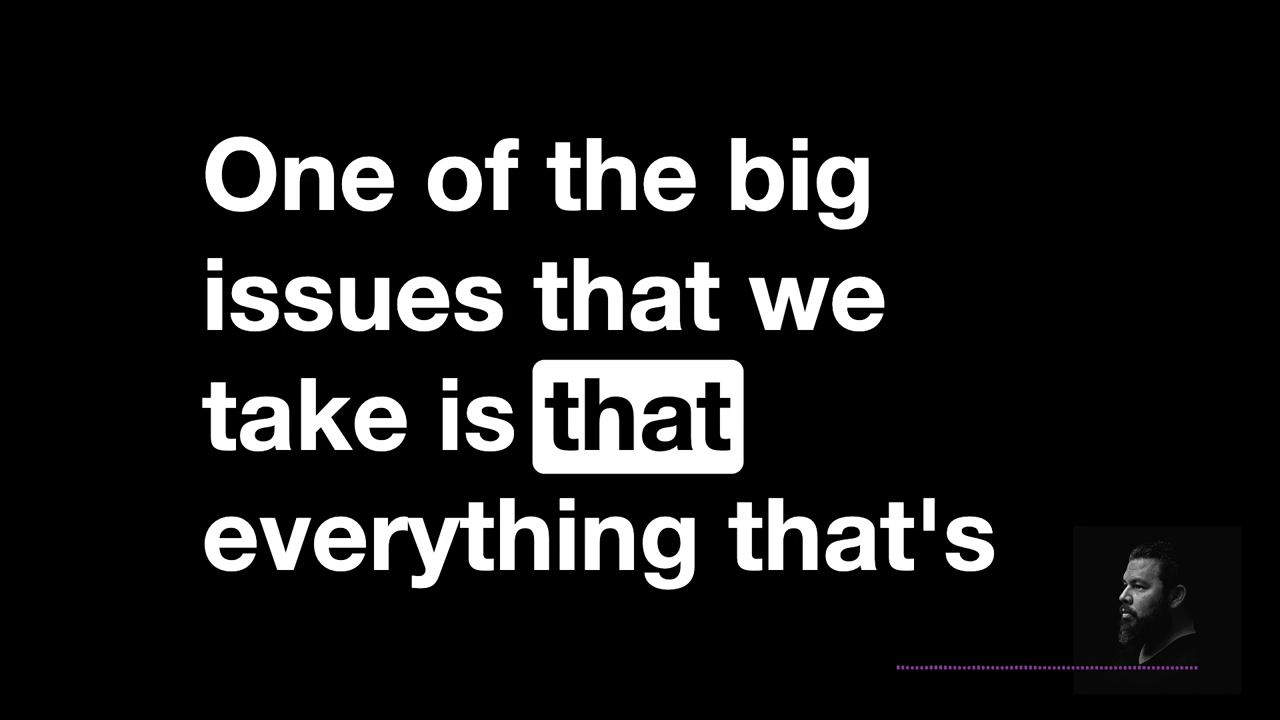 One of the big
issues that we
take is that
everything that's